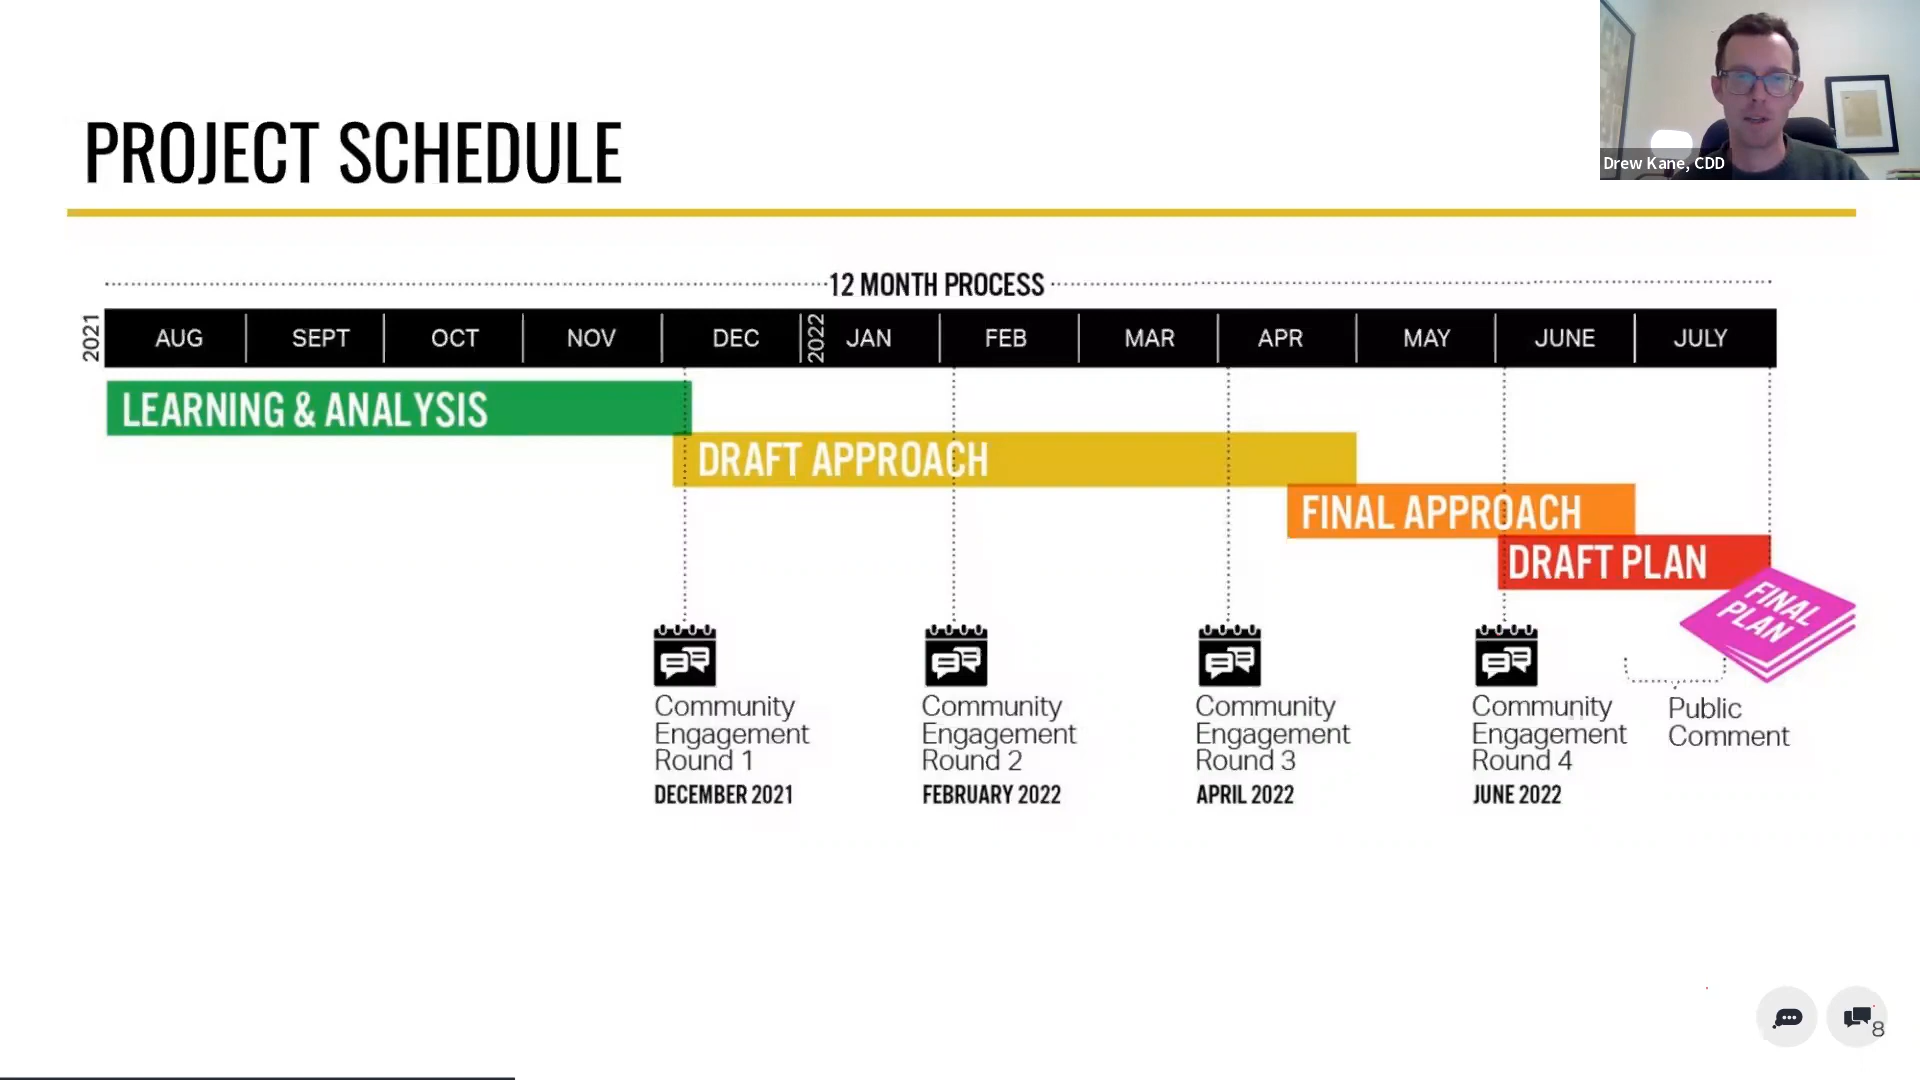 Drew Kane, CDD
PROJECT SCHEDULE
12 MONTH PROCESS
2021 AUG SEPT OCT NOV DEC 2022 JAN FEB MAR APR MAY JUNE JULY
LEARNING & ANALYSIS
DRAFT APPROACH
FINAL APPROACH
DRAFT PLAN
FINAL
PLAN
Community
Engagement
Round 1
DECEMBER 2021
Community
Engagement
Round 2
FEBRUARY 2022
Community
Engagement
Round 3
APRIL 2022
Community
Engagement
Round 4
JUNE 2022
Public
Comment
8